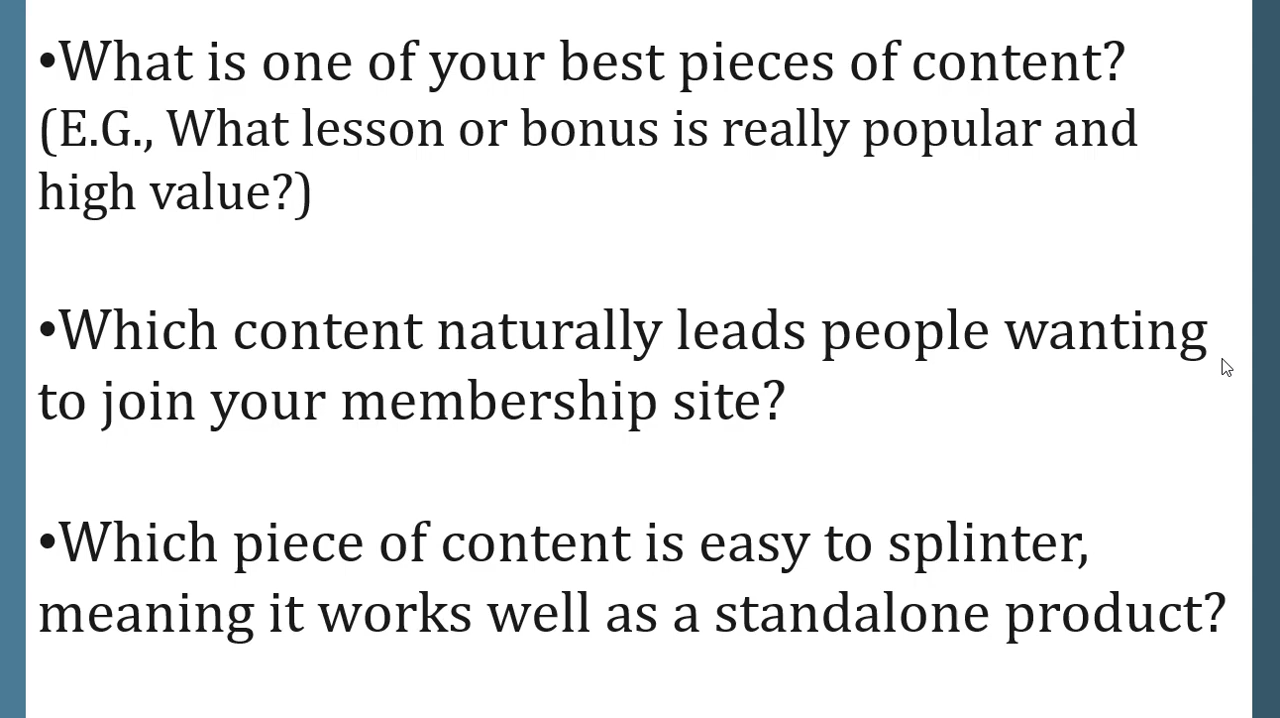 •What is one of your best pieces of content?
(E.G., What lesson or bonus is really popular and
high value?)
•Which content naturally leads people wanting
to join your membership site?
•Which piece of content is easy to splinter,
meaning it works well as a standalone product?